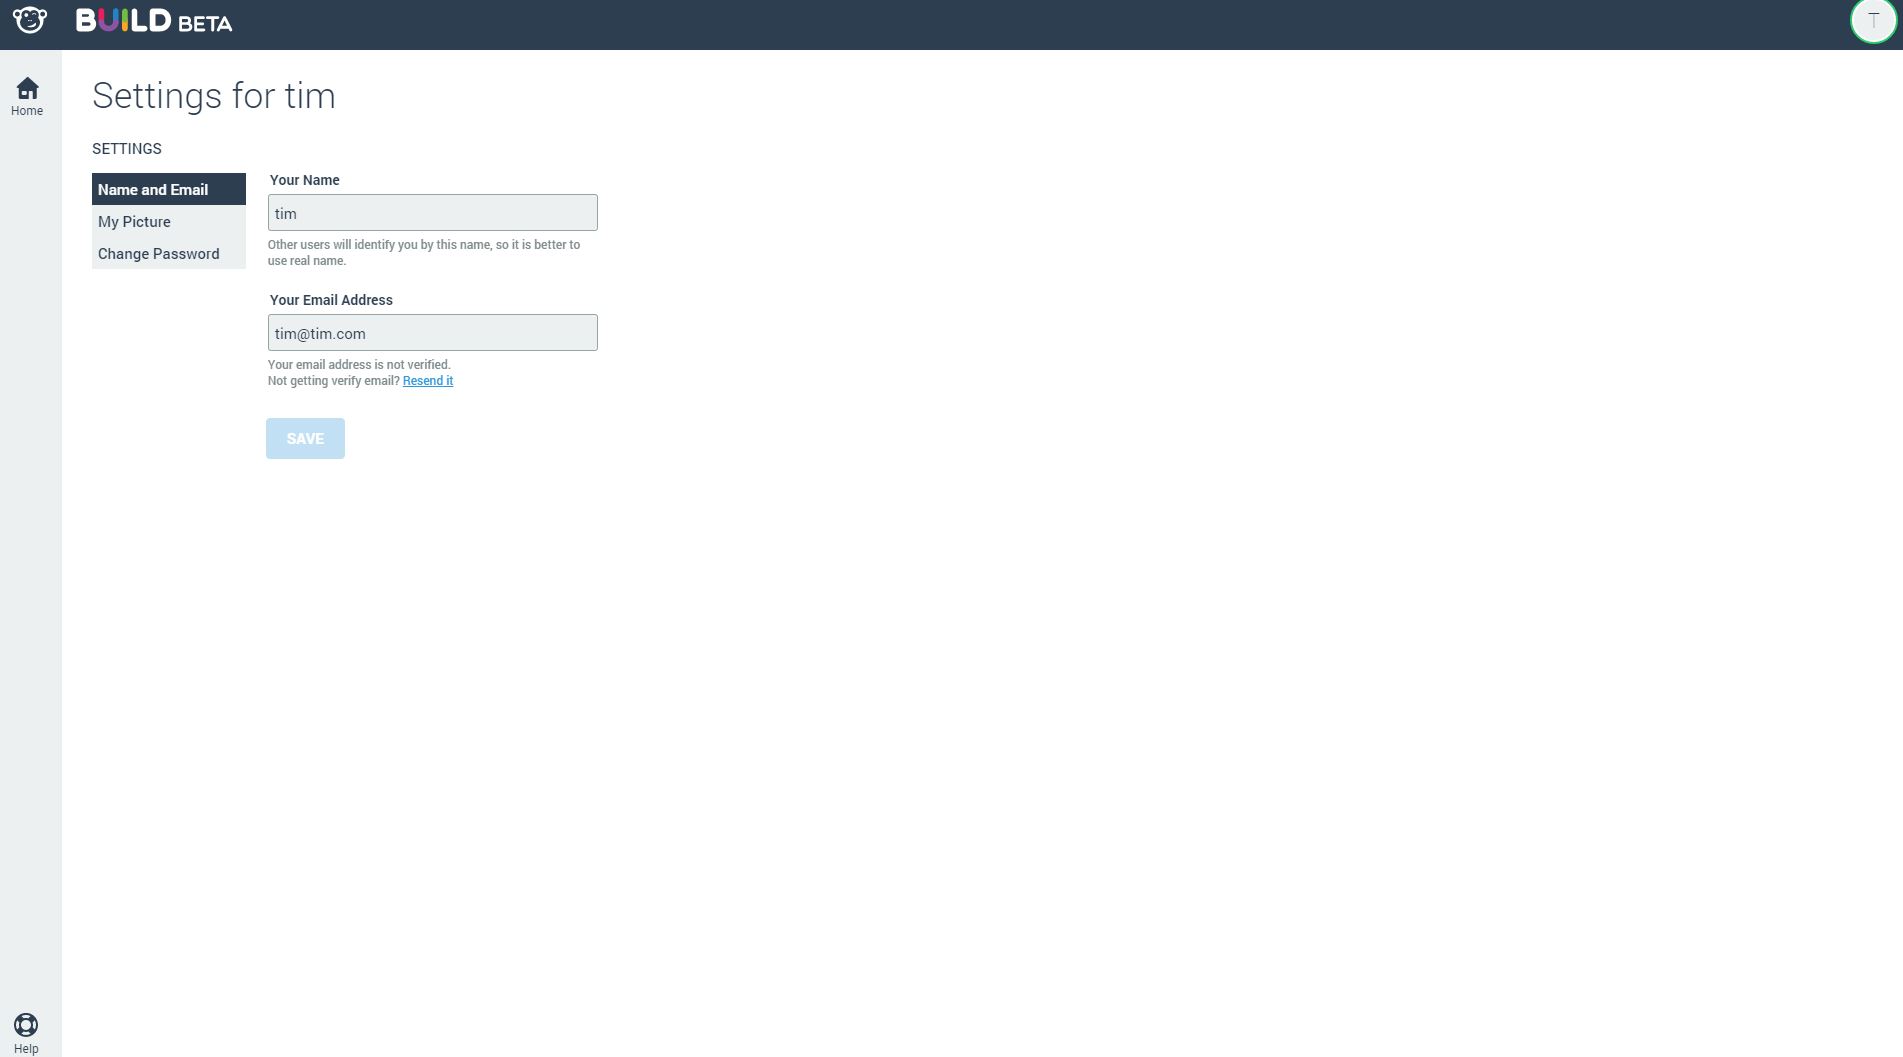 BUILD BETA
T
Home
Settings for tim
SETTINGS
Name and Email
My Picture
Change Password
Your Name
tim
Other users will identify you by this name, so it is better to
use real name.
Your Email Address
tim@tim.com
Your email address is not verified.
Not getting verify email? Resend it
SAVE
Help